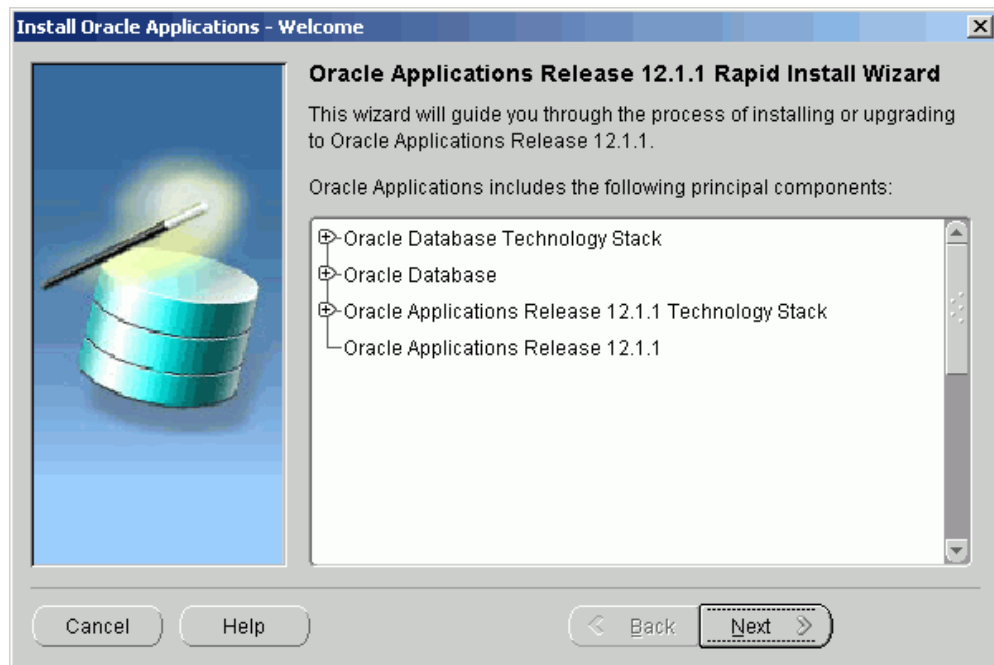 Install Oracle Applications - Welcome
Oracle Applications Release 12.1.1 Rapid Install Wizard
This wizard will guide you through the process of installing or upgrading
to Oracle Applications Release 12.1.1.
Oracle Applications includes the following principal components:
Oracle Database Technology Stack
Oracle Database
Oracle Applications Release 12.1.1 Technology Stack
Oracle Applications Release 12.1.1
Cancel
Help
Back
Next